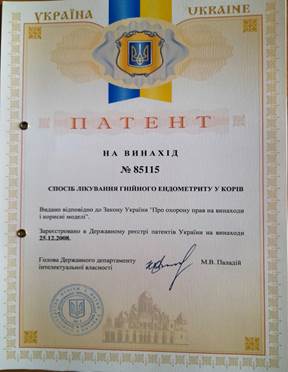 УКРАЇНА UKRAINE
ПАТЕНТ
НА ВИНАХІД
№ 85115
СПОСІБ ЛІКУВАННЯ ГНІЙНОГО ЕНДОМЕТРИТУ У КОРІВ
Видано відповідно до Закону України "Про охорону прав на винаходи
і корисні моделі".
Зареєстровано в Державному реєстрі патентів України на винаходи
25.12.2008.
Голова Державного департаменту
інтелектуальної власності М.В. Паладій